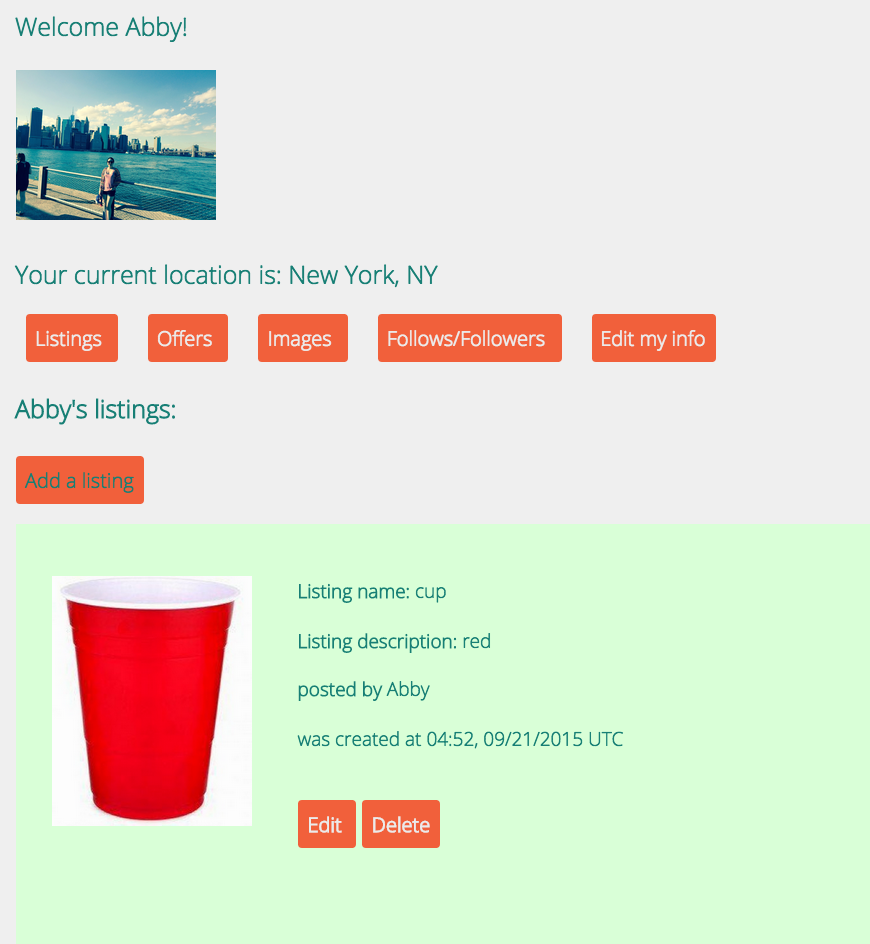 Welcome Abby!
Your current location is: New York, NY
Listings Offers Images Follows/Followers Edit my info
Abby's listings:
Add a listing
Listing name: cup
Listing description: red
posted by Abby
was created at 04:52, 09/21/2015 UTC
Edit Delete